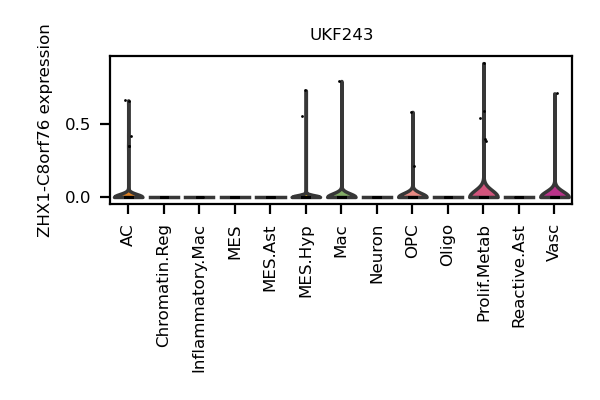 UKF243
ZHX1-C8orf76 expression
0.5
0.0
AC
Chromatin.Reg
Inflammatory.Mac
MES
MES.Ast
MES.Hyp
Mac
Neuron
OPC
Oligo
Prolif.Metab
Reactive.Ast
Vasc